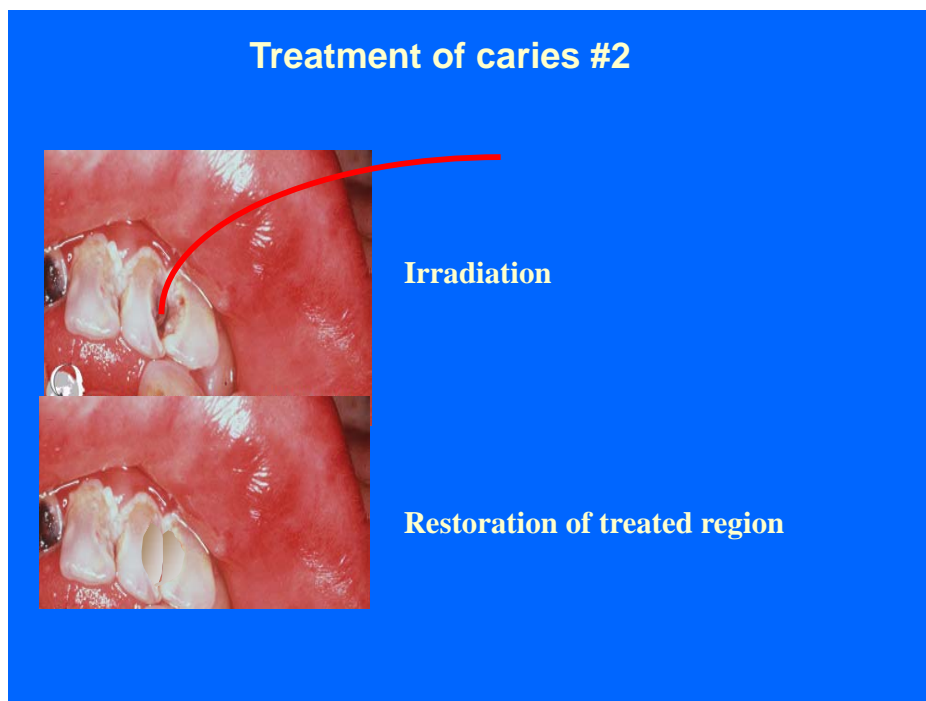 Treatment of caries #2
Irradiation
Restoration of treated region